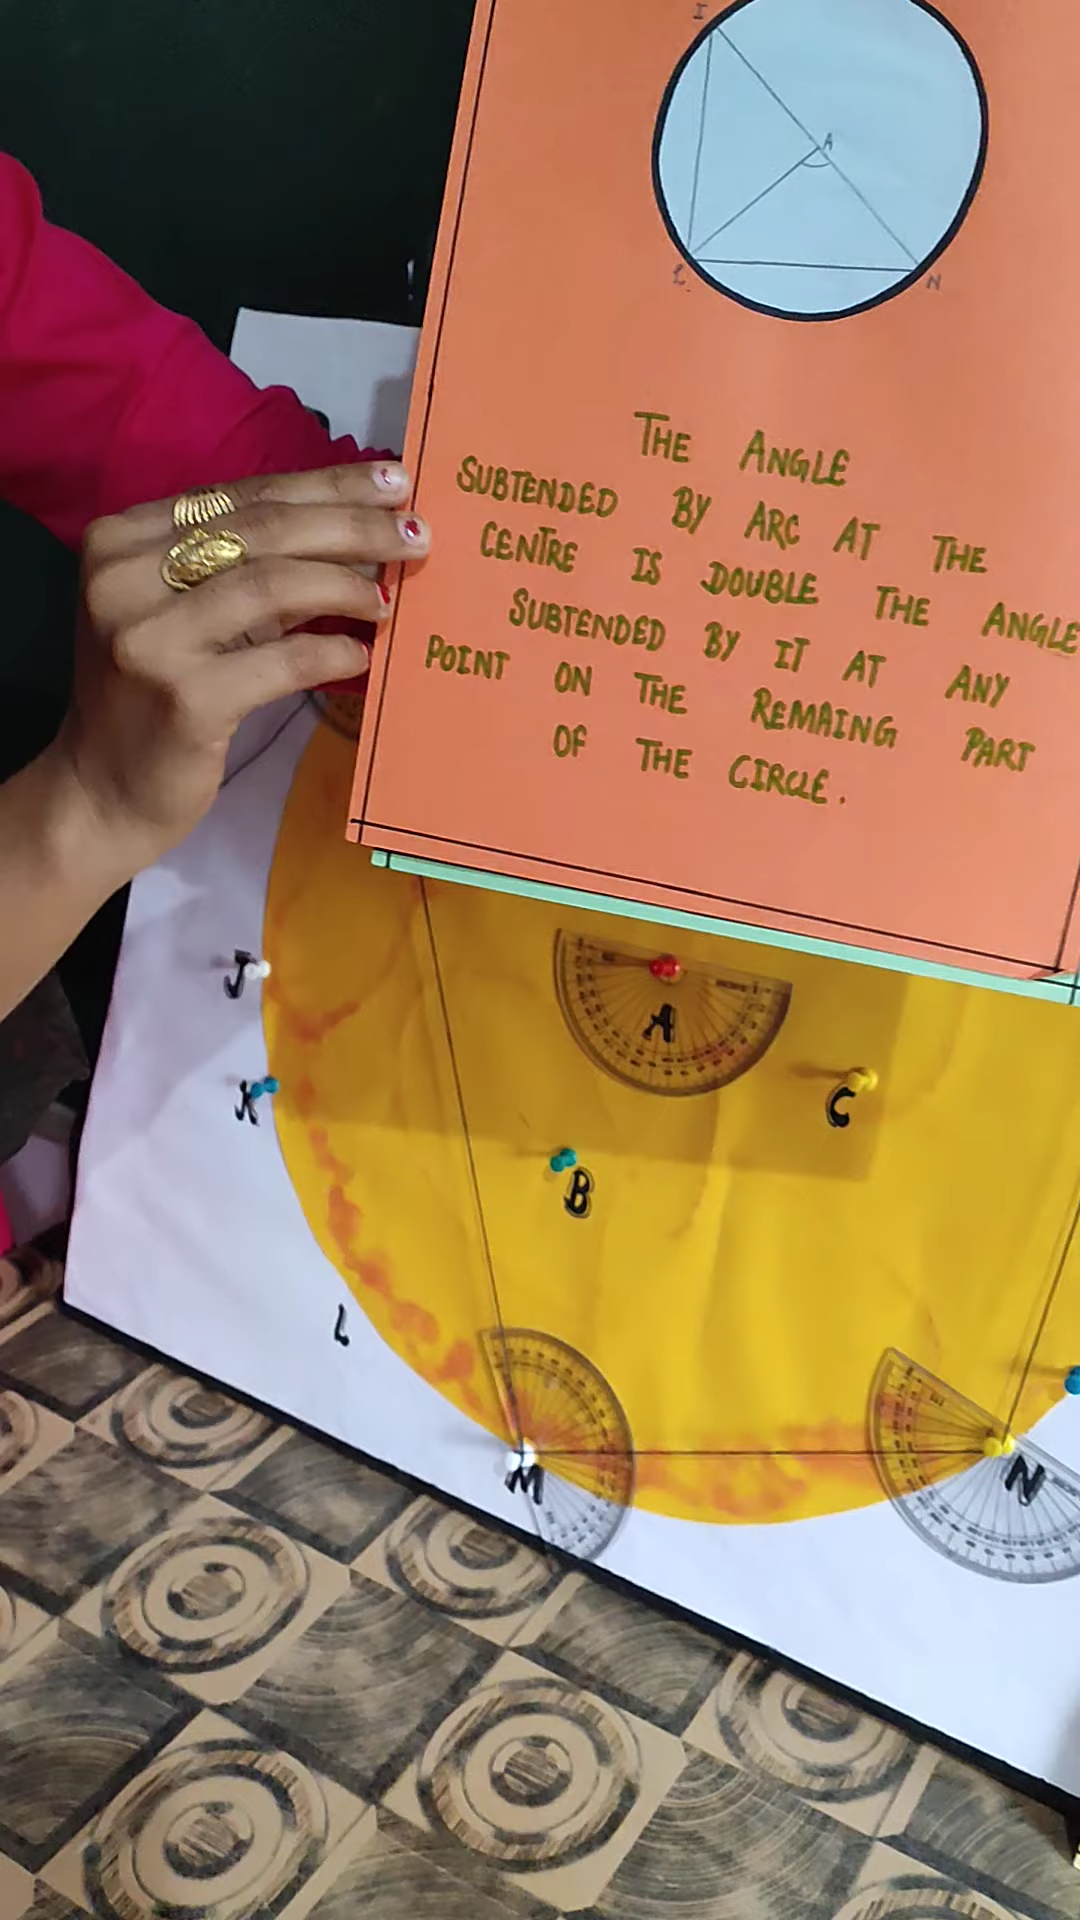 I
A
L
N
THE ANGLE
SUBTENDED BY ARC AT THE
CENTRE IS DOUBLE THE ANGLE
SUBTENDED BY IT AT ANY
POINT ON THE REMAING PART
OF THE CIRCLE.
J
A
K
C
B
L
M
N